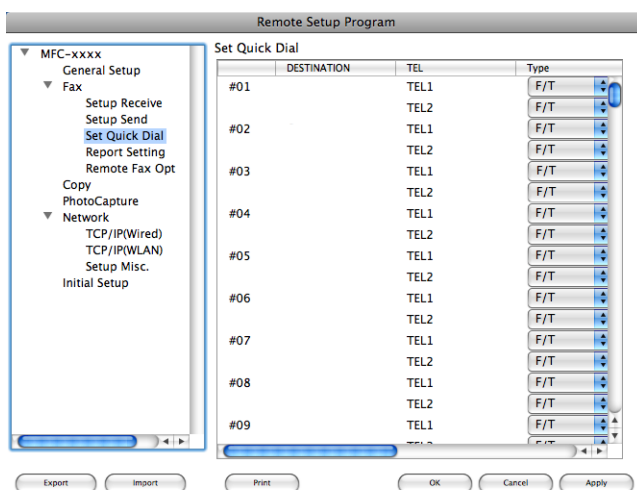 Remote Setup Program
MFC-xxxx
General Setup
Fax
Setup Receive
Setup Send
Set Quick Dial
Report Setting
Remote Fax Opt
Copy
PhotoCapture
Network
TCP/IP(Wired)
TCP/IP(WLAN)
Setup Misc.
Initial Setup
Set Quick Dial
DESTINATION TEL Type
#01 TEL1 F/T
TEL2 F/T
#02 TEL1 F/T
TEL2 F/T
#03 TEL1 F/T
TEL2 F/T
#04 TEL1 F/T
TEL2 F/T
#05 TEL1 F/T
TEL2 F/T
#06 TEL1 F/T
TEL2 F/T
#07 TEL1 F/T
TEL2 F/T
#08 TEL1 F/T
TEL2 F/T
#09 TEL1 F/T
TEL2 F/T
Export Import Print OK Cancel Apply